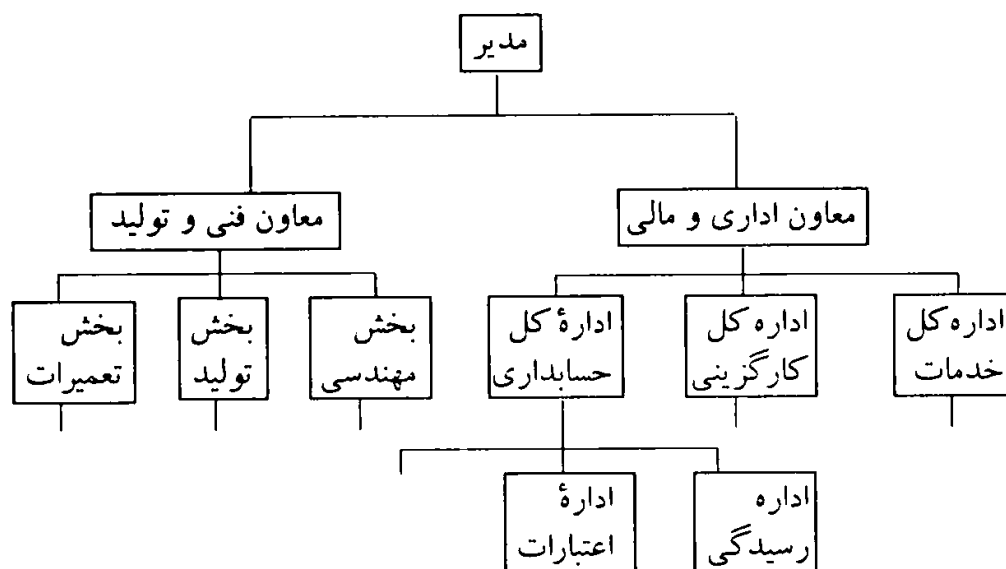 مدیر
معاون اداری و مالی
معاون فنی و تولید
اداره کل
خدمات
اداره کل
کارگزینی
ادارهٔ کل
حسابداری
بخش
مهندسی
بخش
تولید
بخش
تعمیرات
اداره
رسیدگی
ادارهٔ
اعتبارات